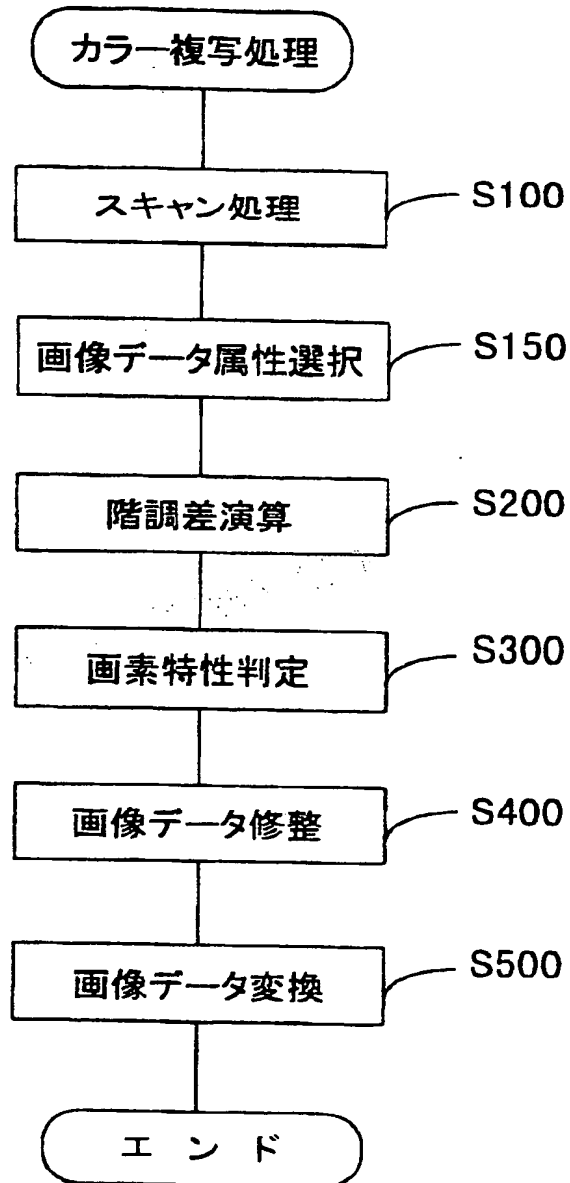 カラー複写処理
スキャン処理 S100
画像データ属性選択 S150
階調差演算 S200
画素特性判定 S300
画像データ修整 S400
画像データ変換 S500
エンド